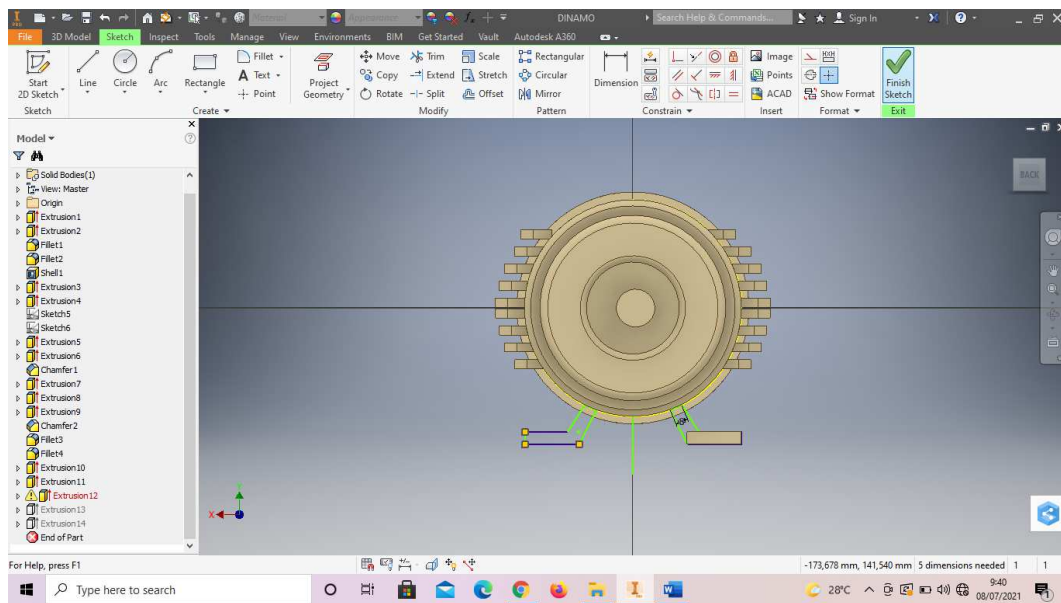 Material
Appearance
DINAMO
Search Help & Commands...
Sign In
File 3D Model Sketch Inspect Tools Manage View Environments BIM Get Started Vault Autodesk A360
Start 2D Sketch
Line
Circle
Arc
Rectangle
Fillet
Text
Point
Project Geometry
Move
Copy
Rotate
Trim
Extend
Split
Scale
Stretch
Offset
Rectangular
Circular
Mirror
Dimension
Image
Points
ACAD
Show Format
Finish Sketch
Sketch Create Modify Pattern Constrain Insert Format Exit
Model
Solid Bodies(1)
View: Master
Origin
Extrusion1
Extrusion2
Fillet1
Fillet2
Shell1
Extrusion3
Extrusion4
Sketch5
Sketch6
Extrusion5
Extrusion6
Chamfer1
Extrusion7
Extrusion8
Extrusion9
Chamfer2
Fillet3
Fillet4
Extrusion10
Extrusion11
Extrusion12
Extrusion13
Extrusion14
End of Part
BACK
X
Y
For Help, press F1
-173,678 mm, 141,540 mm 5 dimensions needed 1 1
Type here to search
28°C
9:40
08/07/2021